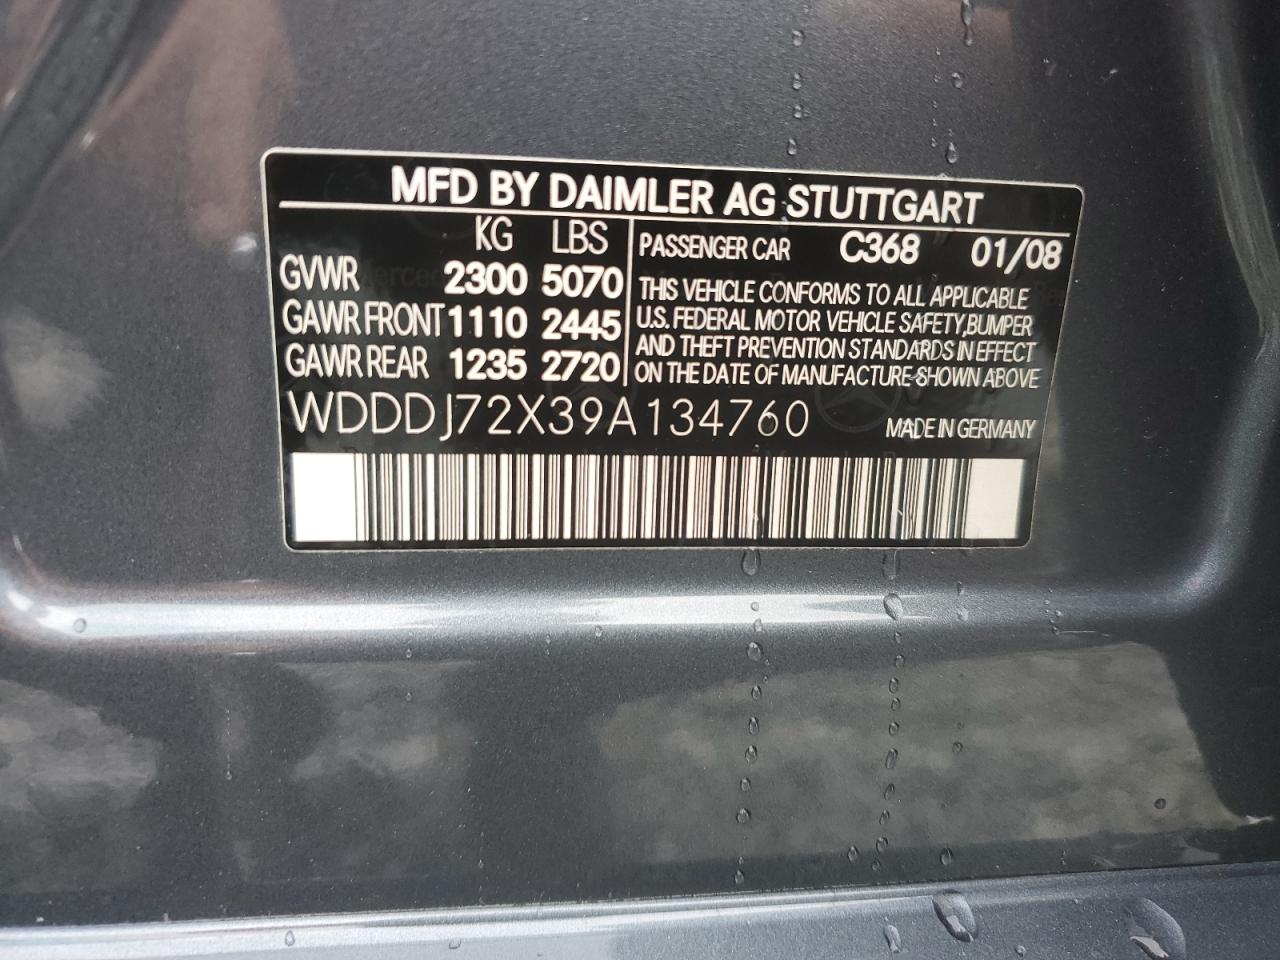 MFD BY DAIMLER AG STUTTGART
KG LBS
GVWR 2300 5070
GAWR FRONT 1110 2445
GAWR REAR 1235 2720
PASSENGER CAR C368 01/08
THIS VEHICLE CONFORMS TO ALL APPLICABLE
U.S. FEDERAL MOTOR VEHICLE SAFETY,BUMPER
AND THEFT PREVENTION STANDARDS IN EFFECT
ON THE DATE OF MANUFACTURE SHOWN ABOVE
WDDDJ72X39A134760
MADE IN GERMANY